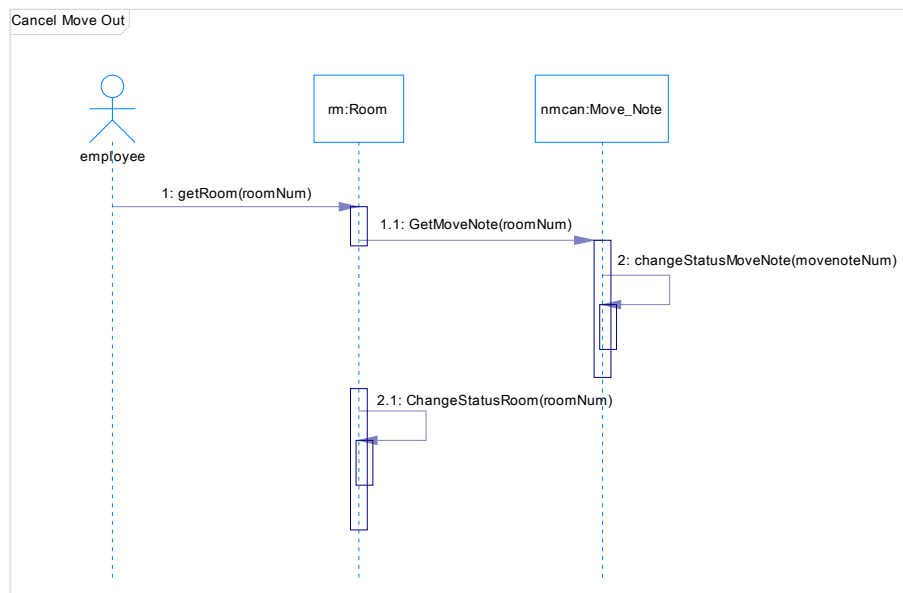 Cancel Move Out
rm:Room
nmcan:Move_Note
employee
1: getRoom(roomNum)
1.1: GetMoveNote(roomNum)
2: changeStatusMoveNote(movenoteNum)
2.1: ChangeStatusRoom(roomNum)